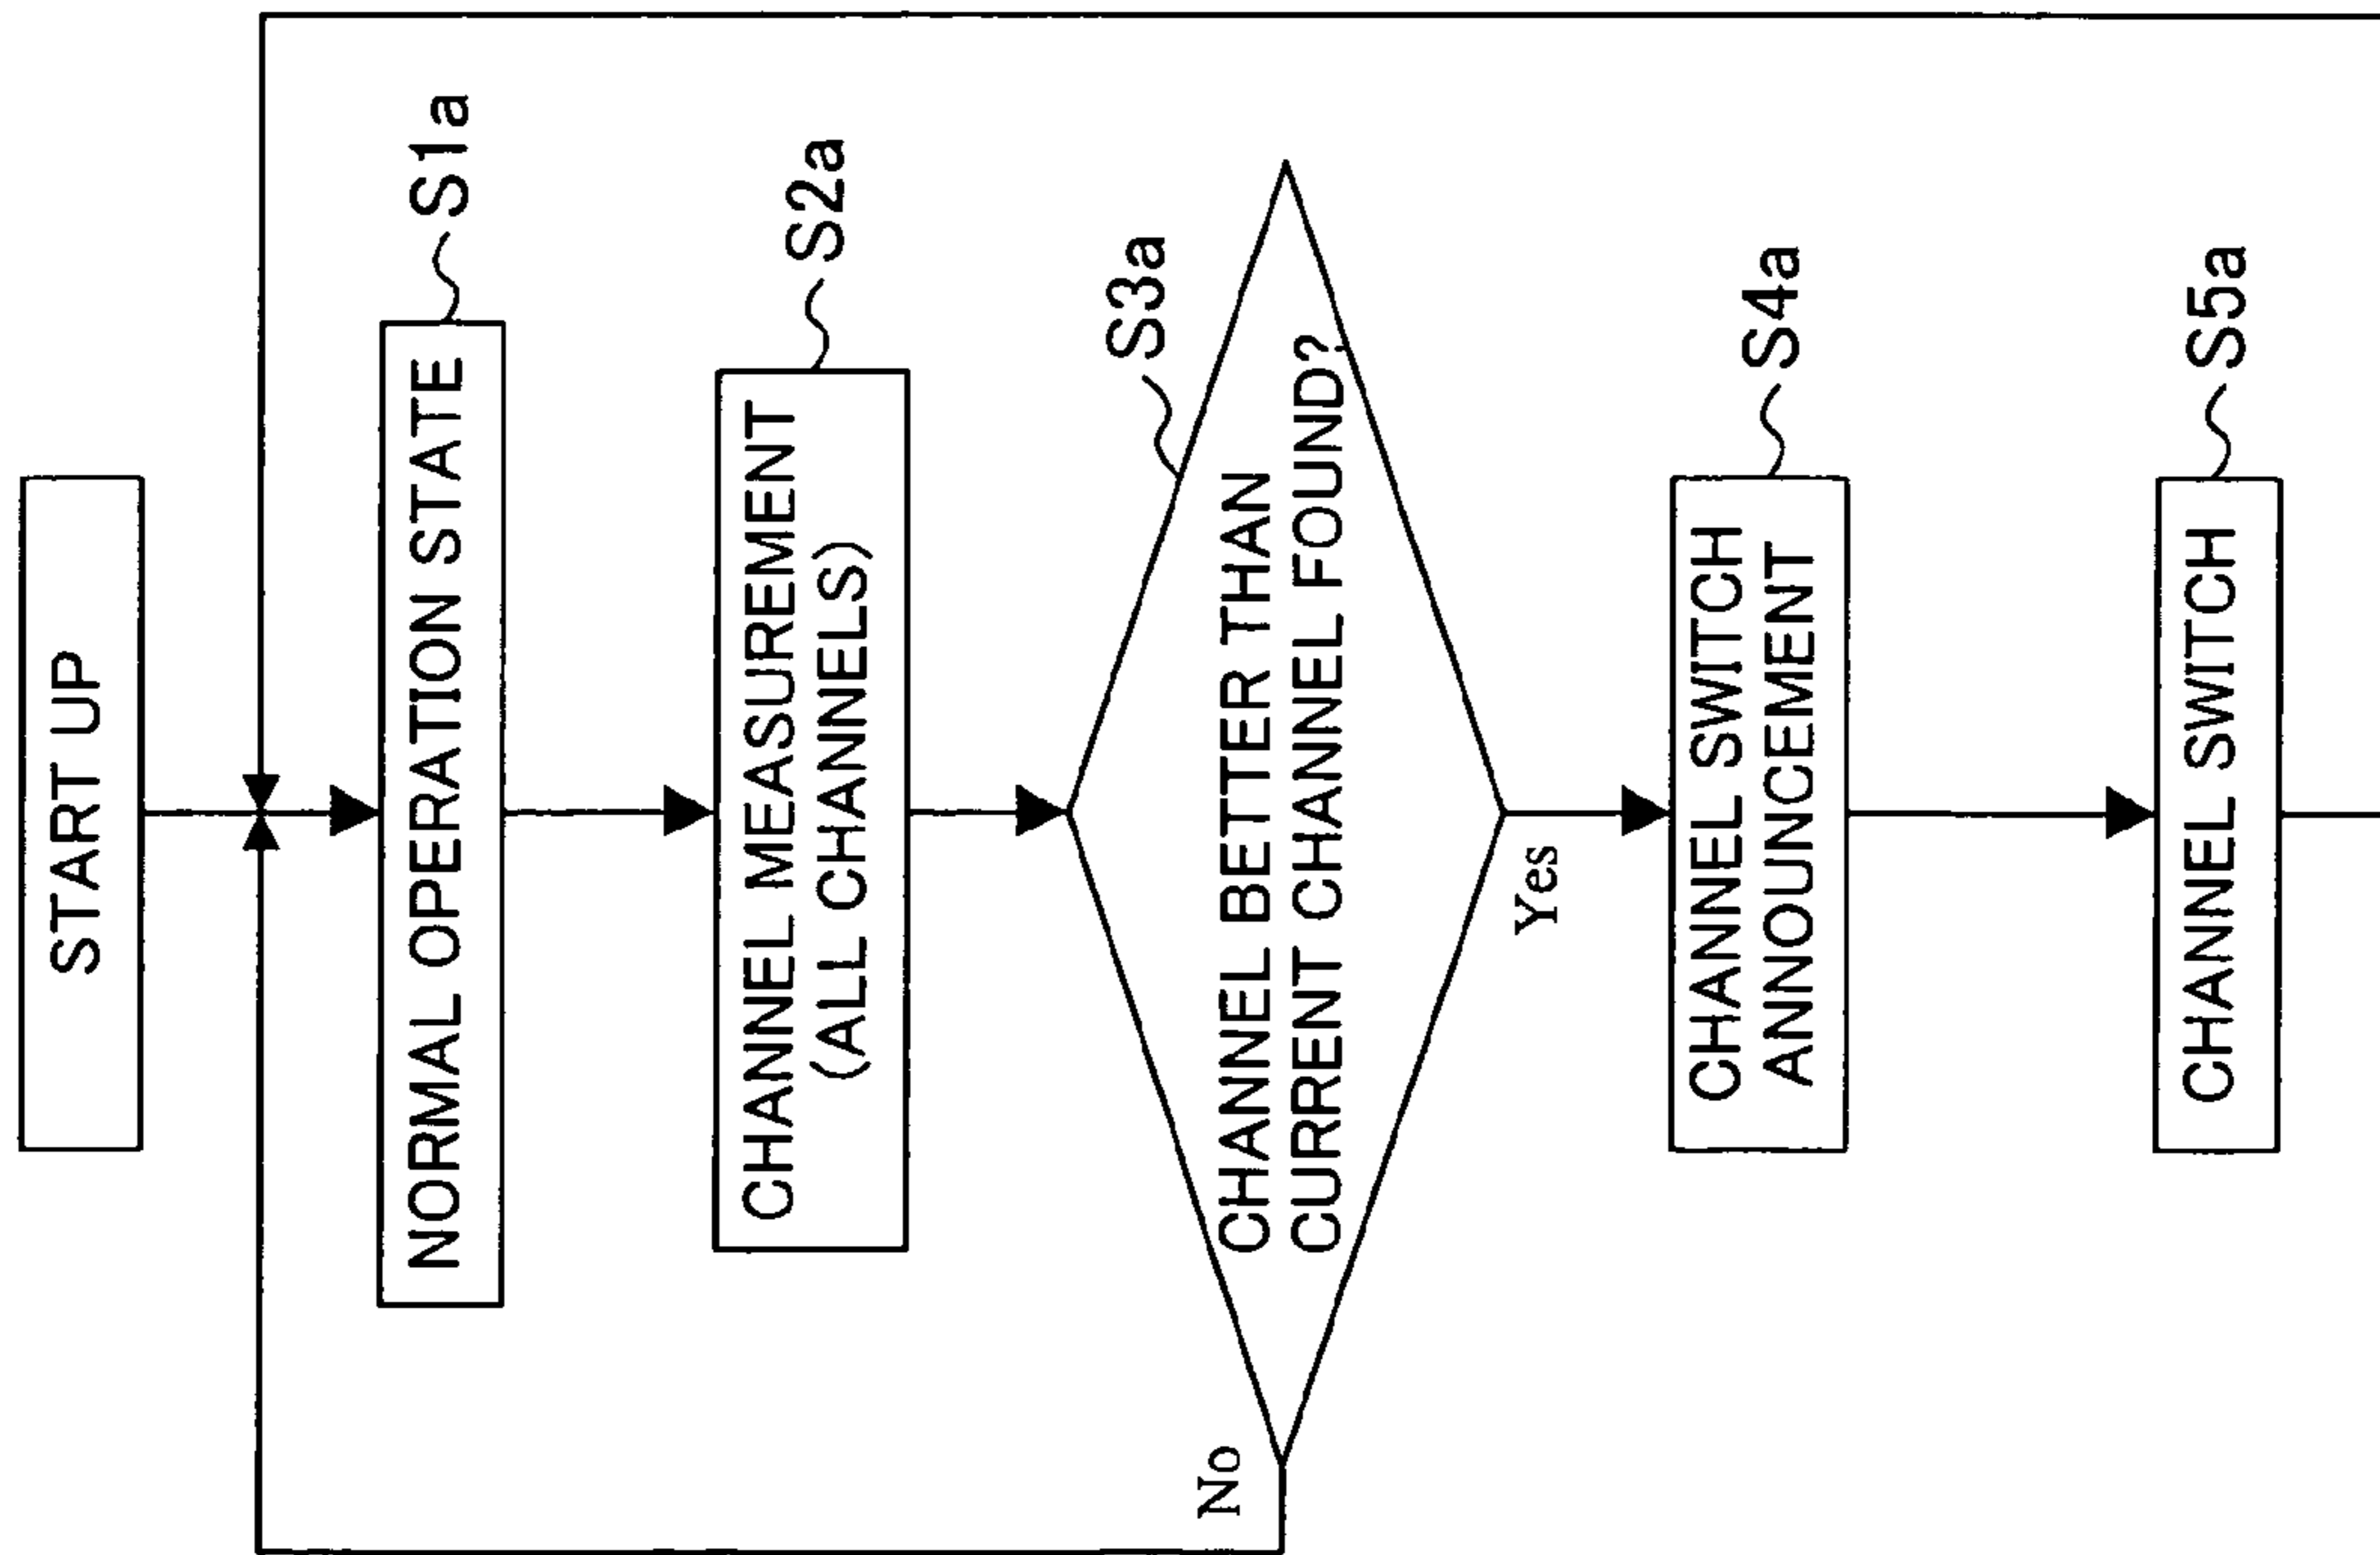 START UP
NORMAL OPERATION STATE
S1a
CHANNEL MEASUREMENT
(ALL CHANNELS)
S2a
S3a
CHANNEL BETTER THAN
CURRENT CHANNEL FOUND?
No
Yes
CHANNEL SWITCH
ANNOUNCEMENT
S4a
CHANNEL SWITCH
S5a